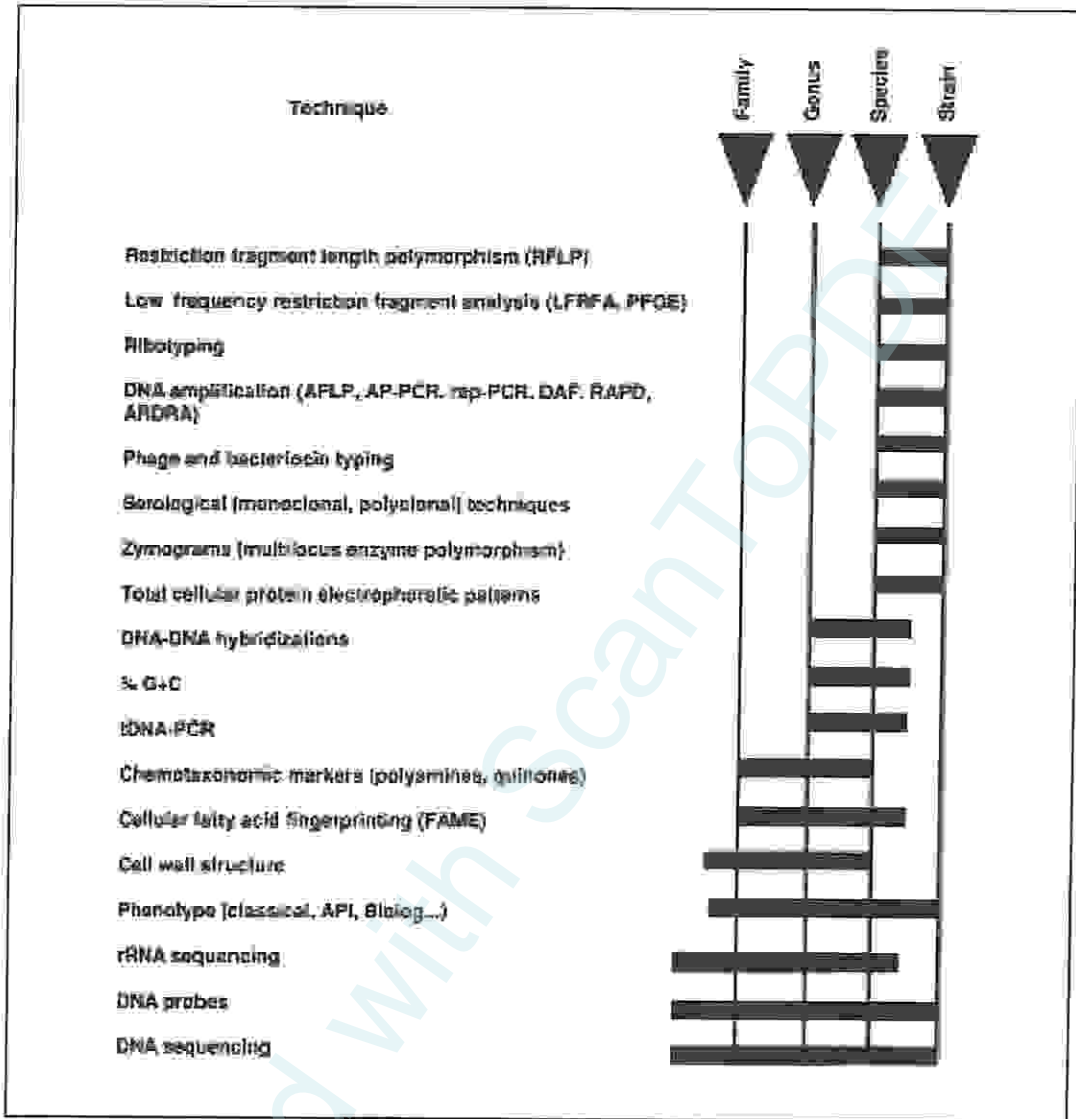 Family
Genus
Species
Strain
Technique
Restriction fragment length polymorphism (RFLP)
Low frequency restriction fragment analysis (LFRFA, PFGE)
Ribotyping
DNA amplification (AFLP, AP-PCR, rep-PCR, DAF, RAPD,
ARDRA)
Phage and bacteriocin typing
Serological (monoclonal, polyclonal) techniques
Zymograms (multilocus enzyme polymorphism)
Total cellular protein electrophoretic patterns
DNA-DNA hybridizations
% G+C
tDNA-PCR
Chemotaxonomic markers (polyamines, quinones)
Cellular fatty acid fingerprinting (FAME)
Cell wall structure
Phenotype (classical, API, Biolog...)
rRNA sequencing
DNA probes
DNA sequencing
d with ScanToPDF